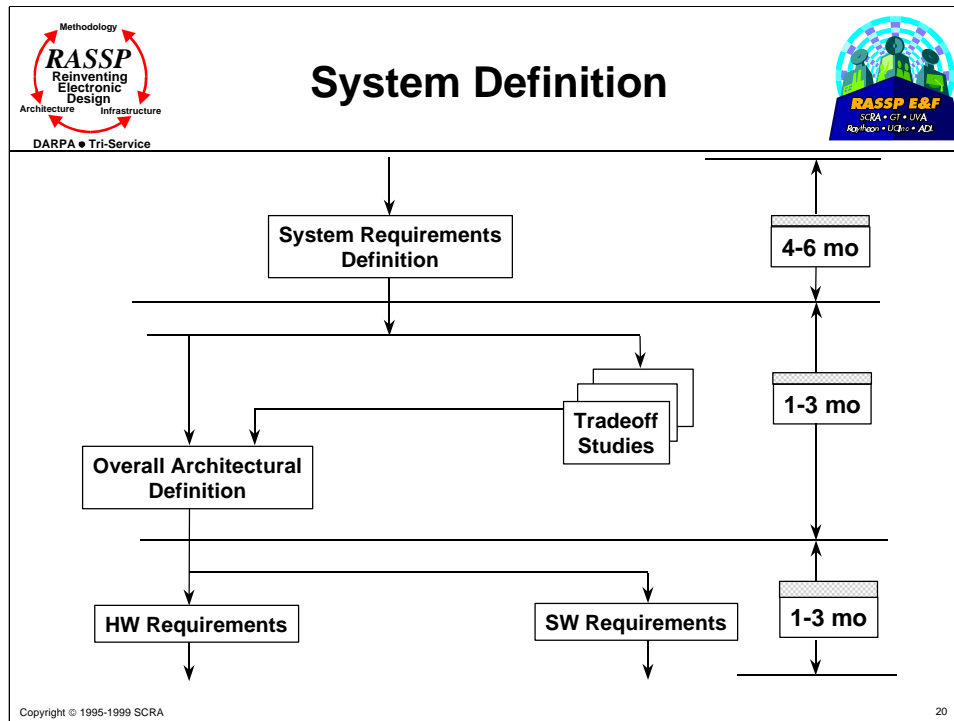 Methodology
RASSP
Reinventing
Electronic
Design
Architecture
Infrastructure
DARPA ● Tri-Service
System Definition
RASSP E&F
SCRA • GT • UVA
Raytheon • UCinc • ADL
System Requirements
Definition
4-6 mo
Tradeoff
Studies
1-3 mo
Overall Architectural
Definition
HW Requirements
SW Requirements
1-3 mo
Copyright © 1995-1999 SCRA
20